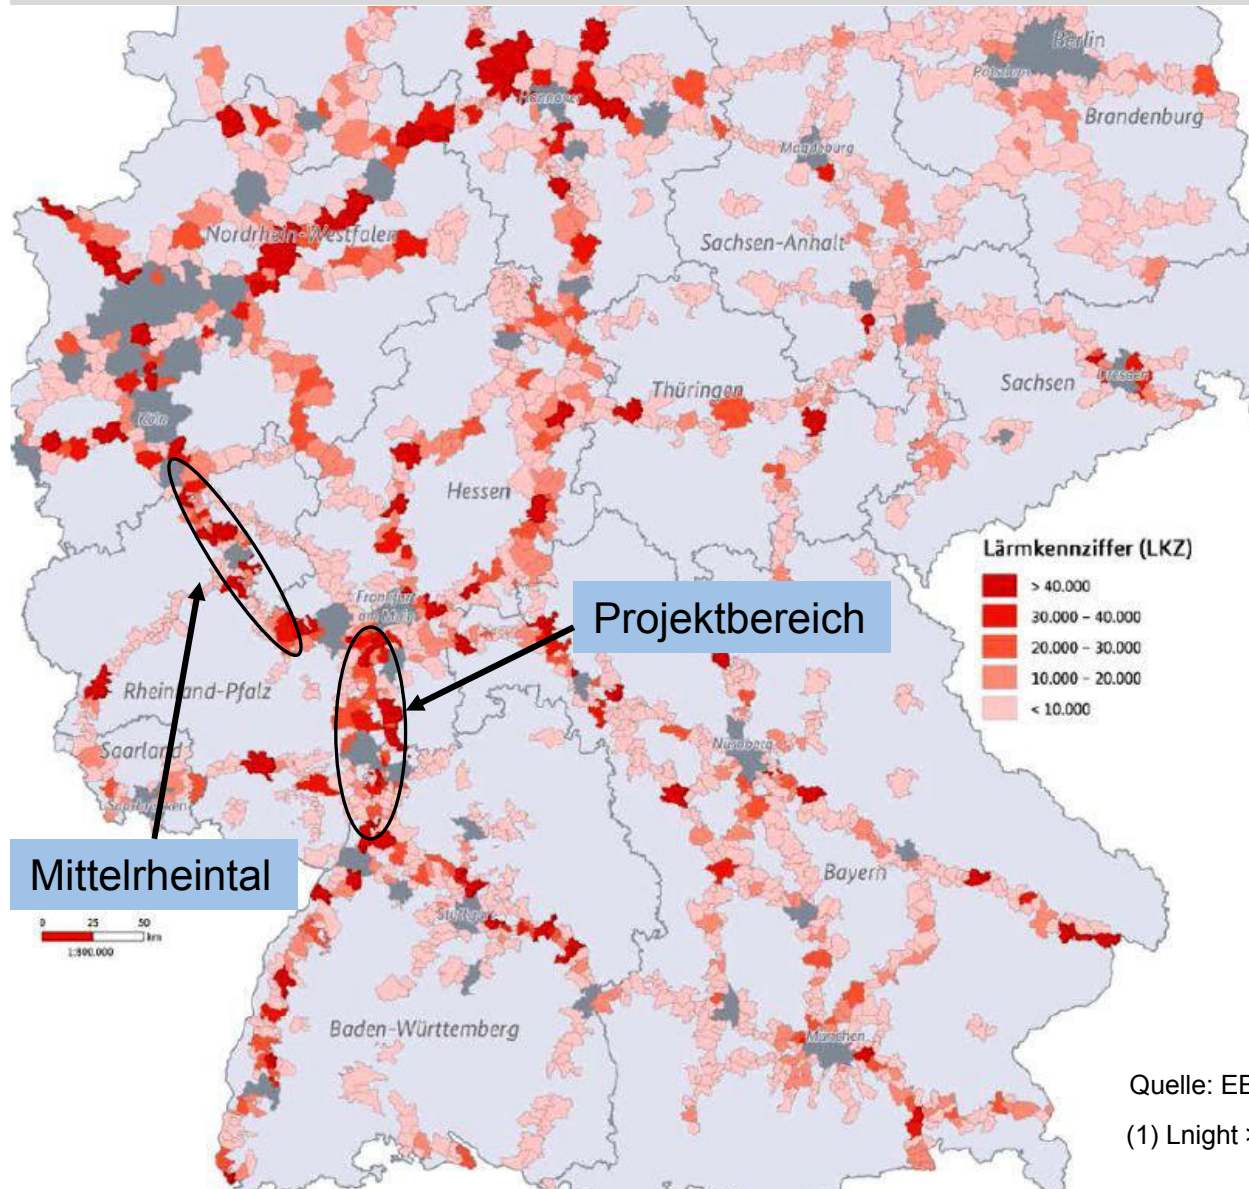 Berlin
Potsdam
Hannover
Brandenburg
Magdeburg
Nordrhein-Westfalen
Sachsen-Anhalt
Thüringen
Sachsen
Dresden
Köln
Hessen
Lärmkennziffer (LKZ)
> 40.000
30.000 – 40.000
20.000 – 30.000
10.000 – 20.000
< 10.000
Frankfurt
am Main
Projektbereich
Rheinland-Pfalz
Saarland
Nürnberg
Saarbrücken
Mittelrheintal
Bayern
0 25 50
km
1:800.000
Stuttgart
Baden-Württemberg
München
Quelle: EE
(1) Lnight >